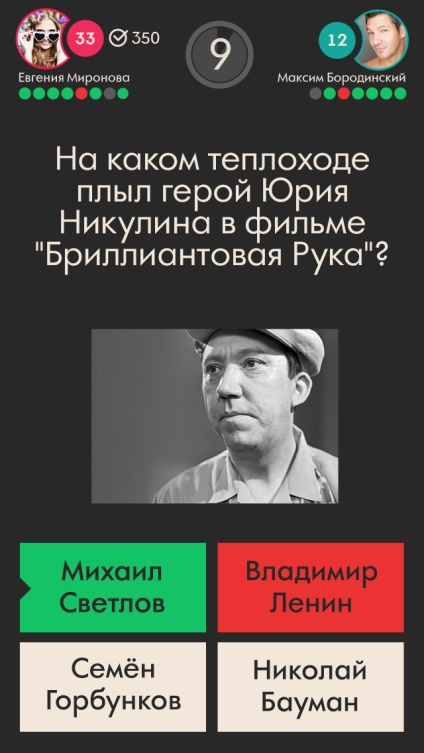 33
350
9
12
Евгения Миронова
Максим Бородинский
На каком теплоходе
плыл герой Юрия
Никулина в фильме
"Бриллиантовая Рука"?
Михаил
Светлов
Владимир
Ленин
Семён
Горбунков
Николай
Бауман